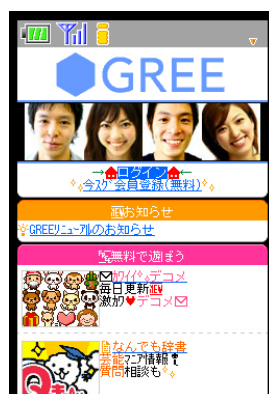 GREE
→ログイン←
今スグ会員登録(無料)
お知らせ
GREEリニューアルのお知らせ
無料で遊ぼう
カワイイデコメ
毎日更新
激カワ♥デコメ
なんでも辞書
芸能マニア情報
質問相談も